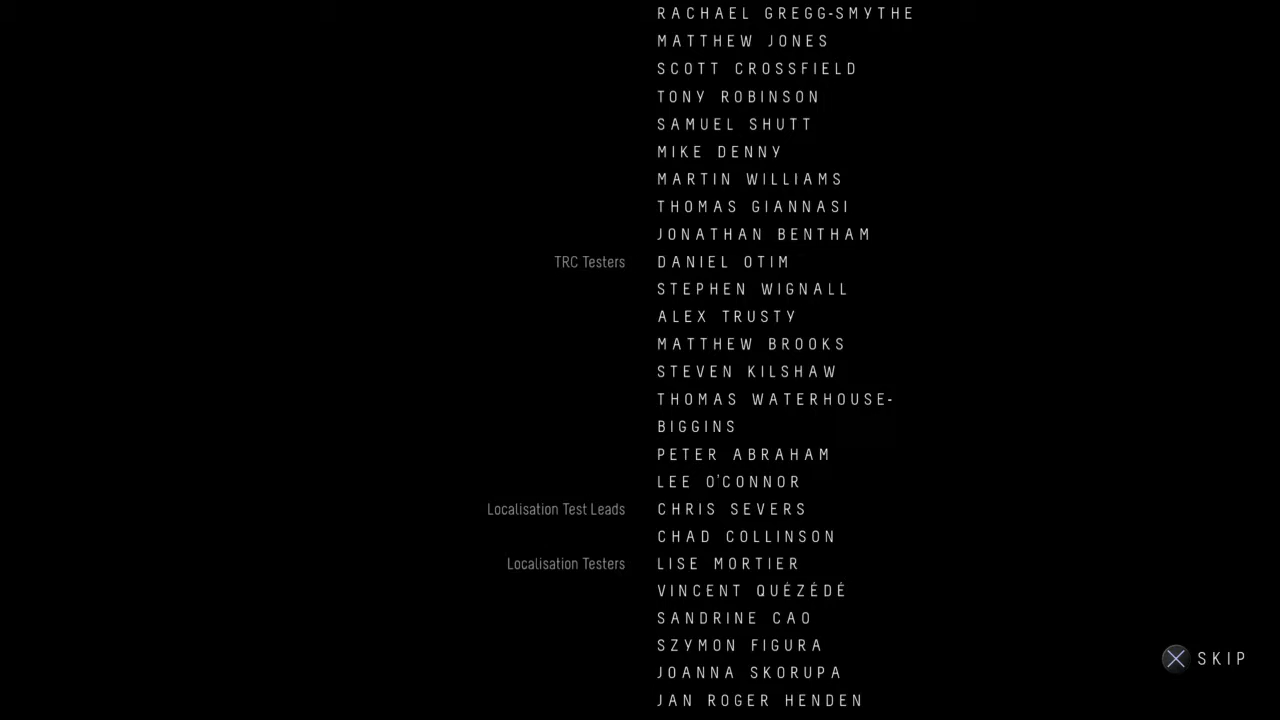 RACHAEL GREGG-SMYTHE
MATTHEW JONES
SCOTT CROSSFIELD
TONY ROBINSON
SAMUEL SHUTT
MIKE DENNY
MARTIN WILLIAMS
THOMAS GIANNASI
JONATHAN BENTHAM
TRC Testers DANIEL OTIM
STEPHEN WIGNALL
ALEX TRUSTY
MATTHEW BROOKS
STEVEN KILSHAW
THOMAS WATERHOUSE-
BIGGINS
PETER ABRAHAM
LEE O'CONNOR
Localisation Test Leads CHRIS SEVERS
CHAD COLLINSON
Localisation Testers LISE MORTIER
VINCENT QUÉZÉDÉ
SANDRINE CAO
SZYMON FIGURA
JOANNA SKORUPA
JAN ROGER HENDEN
SKIP